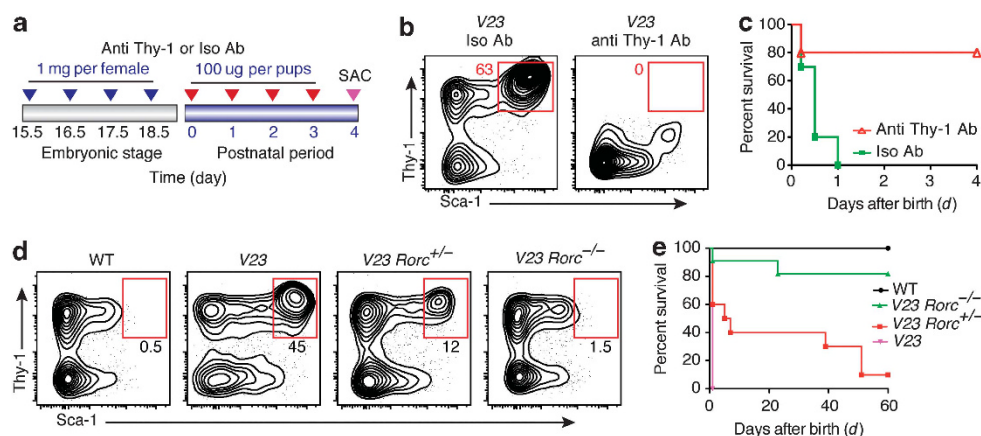 a
Anti Thy-1 or Iso Ab
1 mg per female
100 ug per pups
SAC
15.5 16.5 17.5 18.5 0 1 2 3 4
Embryonic stage
Postnatal period
Time (day)
b
V23
Iso Ab
V23
anti Thy-1 Ab
63
0
Thy-1
Sca-1
c
Percent survival
100
80
60
40
20
0
0 1 2 3 4
Anti Thy-1 Ab
Iso Ab
Days after birth (d)
d
WT
V23
V23 Rorc+/–
V23 Rorc–/–
0.5
45
12
1.5
Thy-1
Sca-1
e
Percent survival
100
80
60
40
20
0
0 20 40 60
WT
V23 Rorc–/–
V23 Rorc+/–
V23
Days after birth (d)